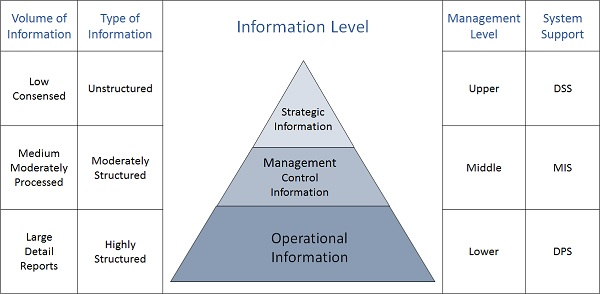 Volume of
Information
Type of
Information
Information Level
Management
Level
System
Support
Low
Consensed
Unstructured
Strategic
Information
Upper
DSS
Medium
Moderately
Processed
Moderately
Structured
Management
Control
Information
Middle
MIS
Large
Detail
Reports
Highly
Structured
Operational
Information
Lower
DPS